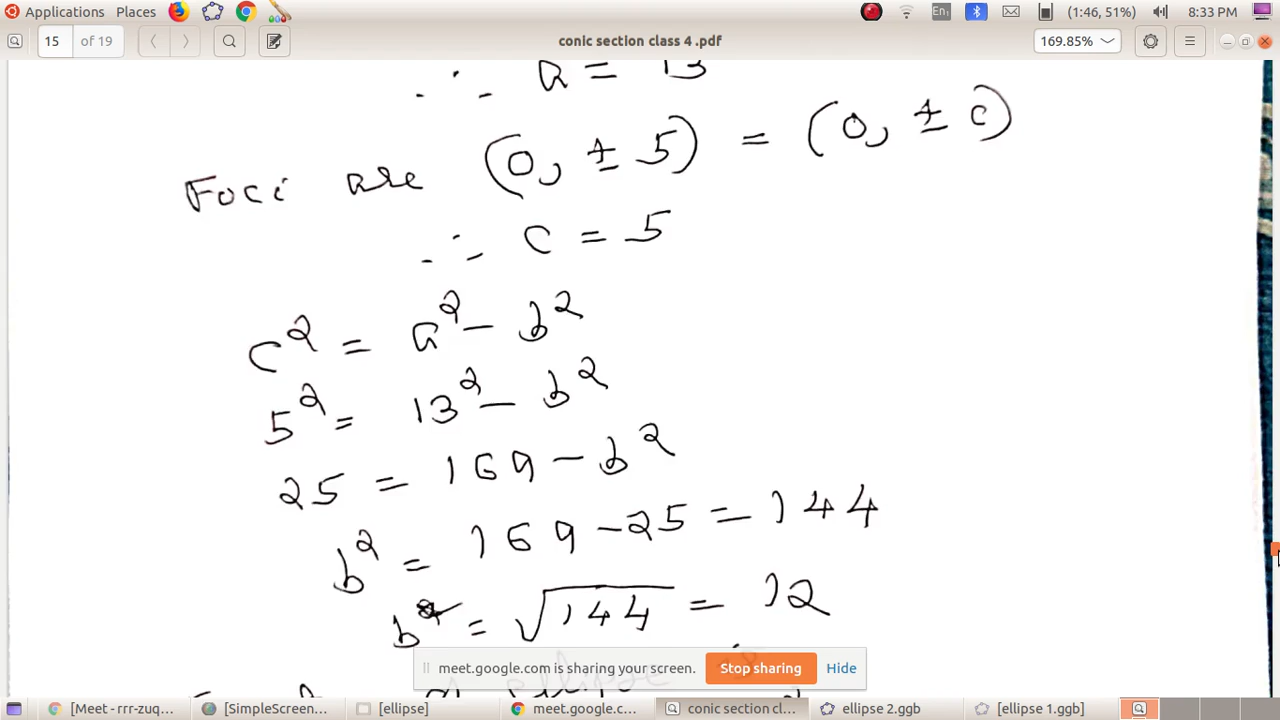 Applications Places En₁ (1:46, 51%) 8:33 PM
15 of 19 conic section class 4 .pdf 169.85%
∴ a = 13
Foci are (0, ± 5) = (0, ± c)
∴ c = 5
c² = a² - b²
5² = 13² - b²
25 = 169 - b²
b² = 169 - 25 = 144
b = √144 = 12
meet.google.com is sharing your screen. Stop sharing Hide
ellipse
[Meet - rrr-zuq... [SimpleScreen... [ellipse] meet.google.c... conic section cl... ellipse 2.ggb [ellipse 1.ggb]